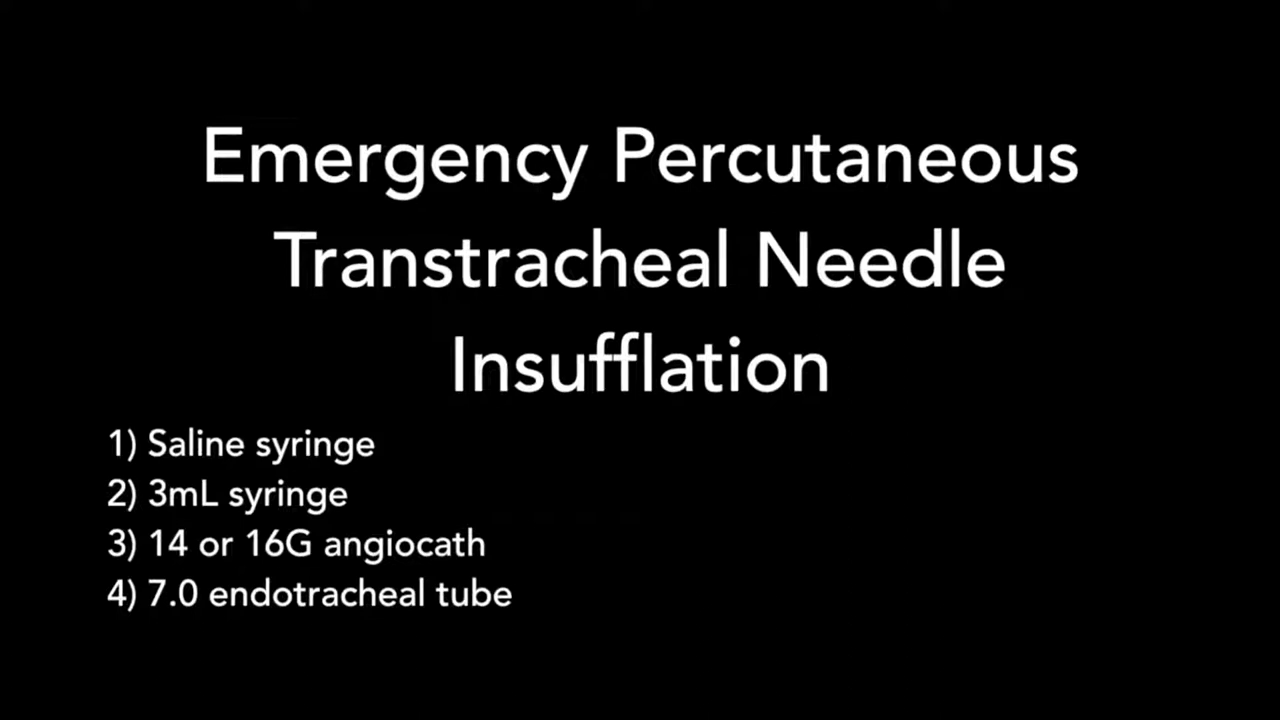 Emergency Percutaneous
Transtracheal Needle
Insufflation
1) Saline syringe
2) 3mL syringe
3) 14 or 16G angiocath
4) 7.0 endotracheal tube